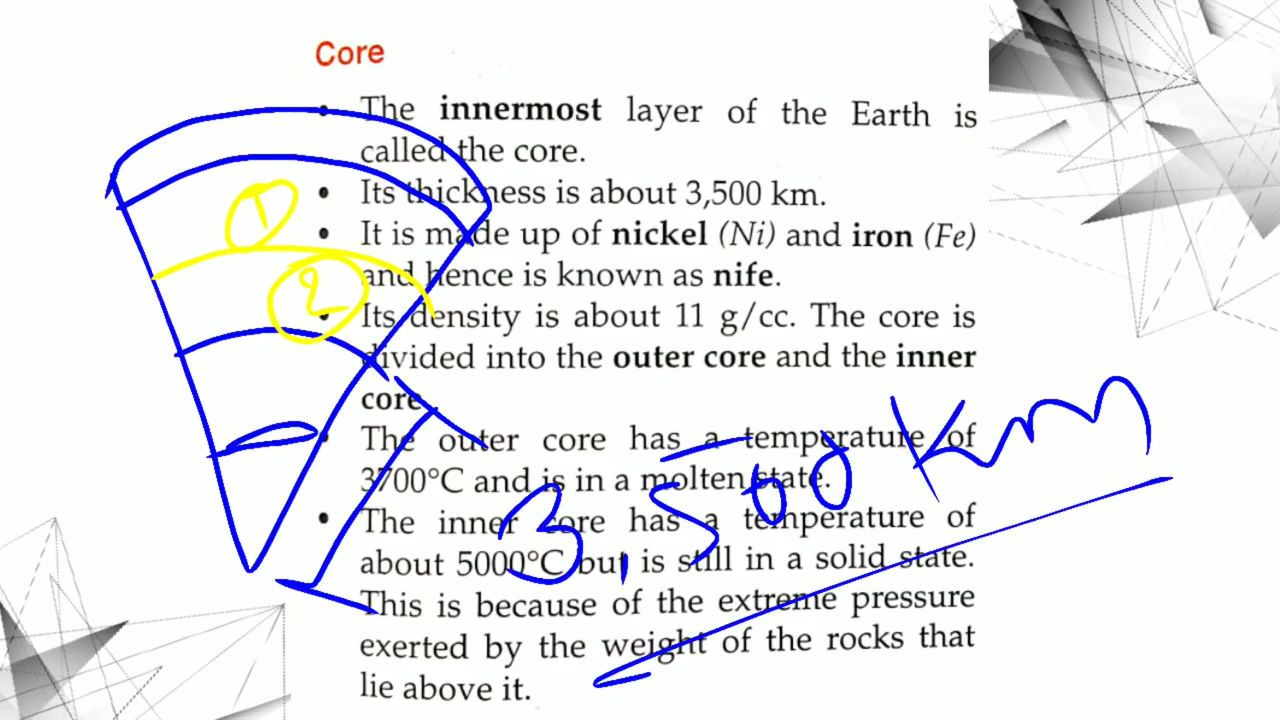 Core
• The innermost layer of the Earth is
called the core.
• Its thickness is about 3,500 km.
• It is made up of nickel (Ni) and iron (Fe)
and hence is known as nife.
• Its density is about 11 g/cc. The core is
divided into the outer core and the inner
core.
• The outer core has a temperature of
3700°C and is in a molten state.
• The inner core has a temperature of
about 5000°C but is still in a solid state.
This is because of the extreme pressure
exerted by the weight of the rocks that
lie above it.
1
2
3,500 km